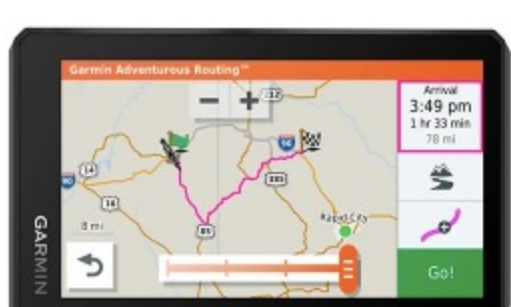 Garmin Adventurous Routing™
Arrival
3:49 pm
1 hr 33 min
78 mi
− +
212
14
90
90
16
385
85
Rapid City
8 mi
Go!
GARMIN